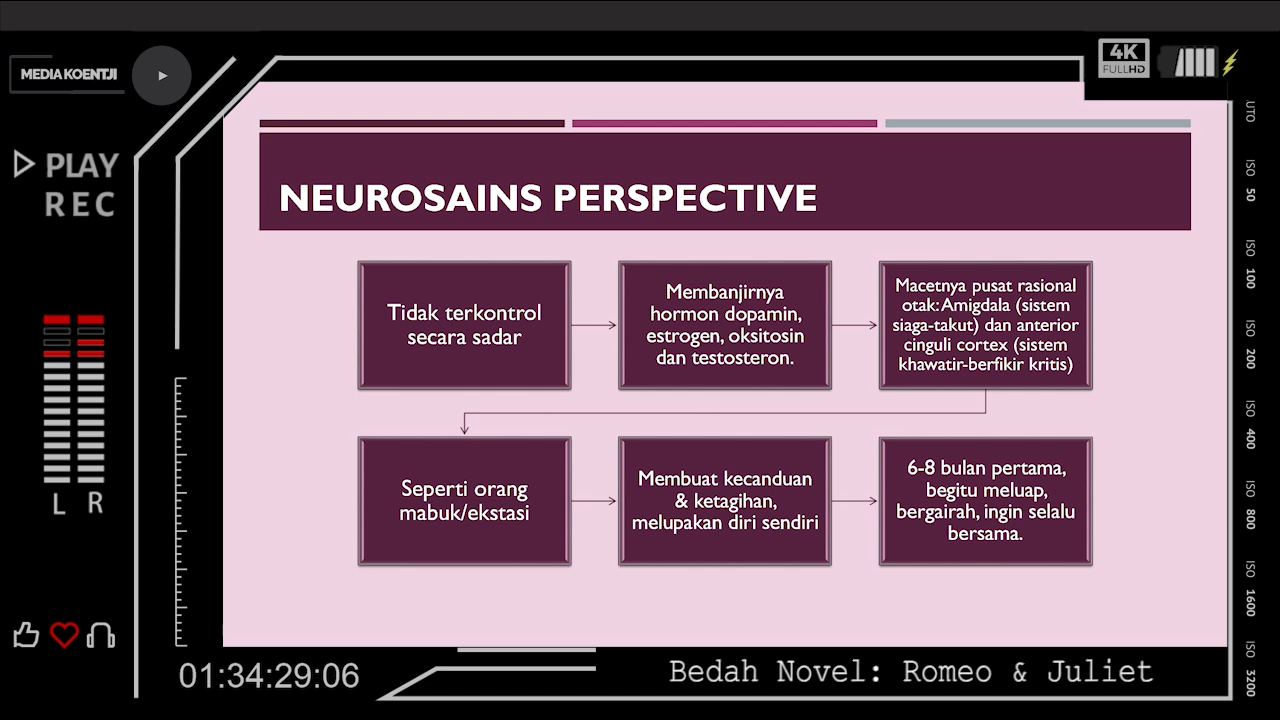 MEDIA KOENTJI
4K
FULL HD
PLAY
REC
NEUROSAINS PERSPECTIVE
Tidak terkontrol
secara sadar
Membanjirnya
hormon dopamin,
estrogen, oksitosin
dan testosteron.
Macetnya pusat rasional
otak: Amigdala (sistem
siaga-takut) dan anterior
cinguli cortex (sistem
khawatir-berfikir kritis)
Seperti orang
mabuk/ekstasi
Membuat kecanduan
& ketagihan,
melupakan diri sendiri
6-8 bulan pertama,
begitu meluap,
bergairah, ingin selalu
bersama.
L R
UTO
ISO 50
ISO 100
ISO 200
ISO 400
ISO 800
ISO 1600
ISO 3200
01:34:29:06
Bedah Novel: Romeo & Juliet